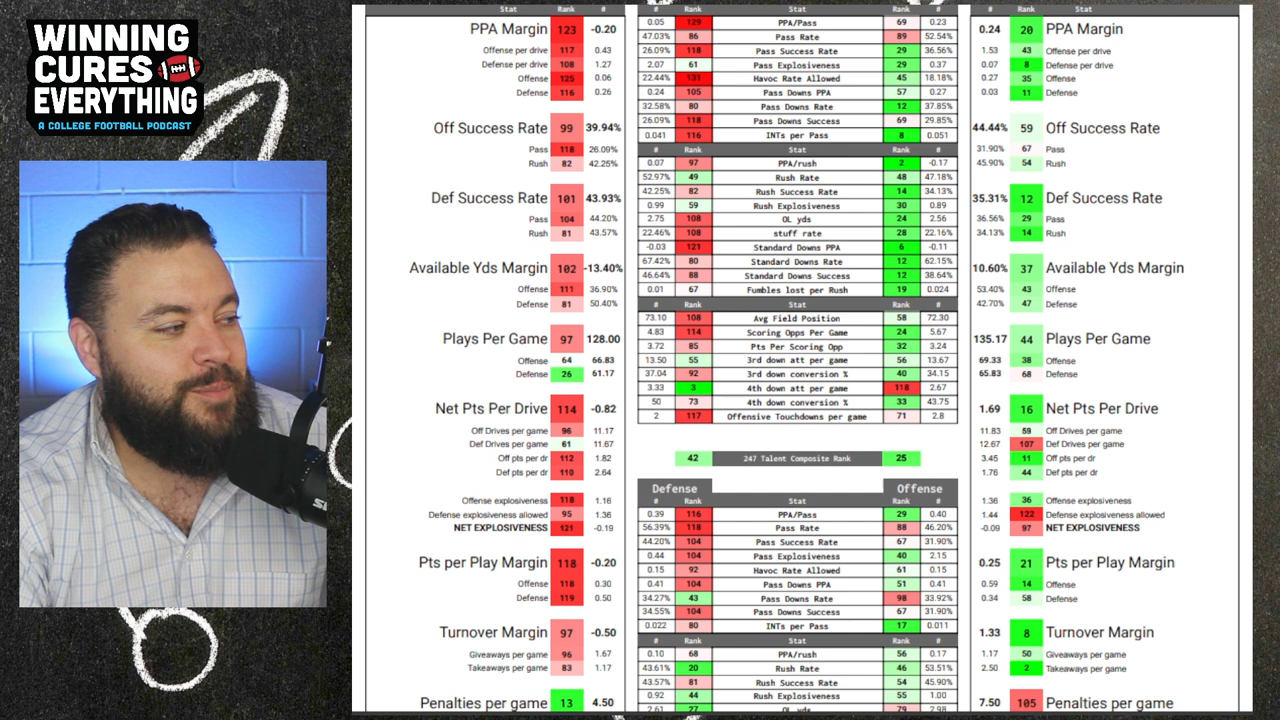 WINNING
CURES
EVERYTHING
A COLLEGE FOOTBALL PODCAST
Stat Rank #
PPA Margin 123 -0.20
Offense per drive 117 0.43
Defense per drive 108 1.27
Offense 125 0.06
Defense 116 0.26
Off Success Rate 99 39.94%
Pass 118 26.09%
Rush 82 42.25%
Def Success Rate 101 43.93%
Pass 104 44.20%
Rush 81 43.57%
Available Yds Margin 102 -13.40%
Offense 111 36.90%
Defense 81 50.40%
Plays Per Game 97 128.00
Offense 64 66.83
Defense 26 61.17
Net Pts Per Drive 114 -0.82
Off Drives per game 96 11.17
Def Drives per game 61 11.67
Off pts per dr 112 1.82
Def pts per dr 110 2.64
Offense explosiveness 118 1.16
Defense explosiveness allowed 95 1.36
NET EXPLOSIVENESS 121 -0.19
Pts per Play Margin 118 -0.20
Offense 118 0.30
Defense 119 0.50
Turnover Margin 97 -0.50
Giveaways per game 96 1.67
Takeaways per game 83 1.17
Penalties per game 13 4.50
# Rank Stat Rank #
0.05 129 PPA/Pass 69 0.23
47.03% 86 Pass Rate 89 52.54%
26.09% 118 Pass Success Rate 29 36.56%
2.07 61 Pass Explosiveness 29 0.37
22.44% 131 Havoc Rate Allowed 45 18.18%
0.24 105 Pass Downs PPA 57 0.27
32.58% 80 Pass Downs Rate 12 37.85%
26.09% 118 Pass Downs Success 69 29.85%
0.041 116 INTs per Pass 8 0.051
# Rank Stat Rank #
0.07 97 PPA/rush 2 -0.17
52.97% 49 Rush Rate 48 47.18%
42.25% 82 Rush Success Rate 14 34.13%
0.99 59 Rush Explosiveness 30 0.89
2.75 108 OL yds 24 2.56
22.46% 108 stuff rate 28 22.16%
-0.03 121 Standard Downs PPA 6 -0.11
67.42% 80 Standard Downs Rate 12 62.15%
46.64% 88 Standard Downs Success 12 38.64%
0.01 67 Fumbles lost per Rush 19 0.024
# Rank Stat Rank #
73.10 108 Avg Field Position 58 72.30
4.83 114 Scoring Opps Per Game 24 5.67
3.72 85 Pts Per Scoring Opp 32 3.24
13.50 55 3rd down att per game 56 13.67
37.04 92 3rd down conversion % 40 34.15
3.33 3 4th down att per game 118 2.67
50 73 4th down conversion % 33 43.75
2 117 Offensive Touchdowns per game 71 2.8
42 247 Talent Composite Rank 25
Defense Offense
# Rank Stat Rank #
0.39 116 PPA/Pass 29 0.40
56.39% 118 Pass Rate 88 46.20%
44.20% 104 Pass Success Rate 67 31.90%
0.44 104 Pass Explosiveness 40 2.15
0.15 92 Havoc Rate Allowed 61 0.15
0.41 104 Pass Downs PPA 51 0.41
34.27% 43 Pass Downs Rate 98 33.92%
34.55% 104 Pass Downs Success 67 31.90%
0.022 80 INTs per Pass 17 0.011
# Rank Stat Rank #
0.10 68 PPA/rush 56 0.17
43.61% 20 Rush Rate 46 53.51%
43.57% 81 Rush Success Rate 54 45.90%
0.92 44 Rush Explosiveness 55 1.00
2.61 27 OL yds 79 2.98
# Rank Stat
0.24 20 PPA Margin
1.53 43 Offense per drive
0.07 8 Defense per drive
0.27 35 Offense
0.03 11 Defense
44.44% 59 Off Success Rate
31.90% 67 Pass
45.90% 54 Rush
35.31% 12 Def Success Rate
36.56% 29 Pass
34.13% 14 Rush
10.60% 37 Available Yds Margin
53.40% 43 Offense
42.70% 47 Defense
135.17 44 Plays Per Game
69.33 38 Offense
65.83 68 Defense
1.69 16 Net Pts Per Drive
11.83 59 Off Drives per game
12.67 107 Def Drives per game
3.45 11 Off pts per dr
1.76 44 Def pts per dr
1.36 36 Offense explosiveness
1.44 122 Defense explosiveness allowed
-0.09 97 NET EXPLOSIVENESS
0.25 21 Pts per Play Margin
0.59 14 Offense
0.34 58 Defense
1.33 8 Turnover Margin
1.17 50 Giveaways per game
2.50 2 Takeaways per game
7.50 105 Penalties per game